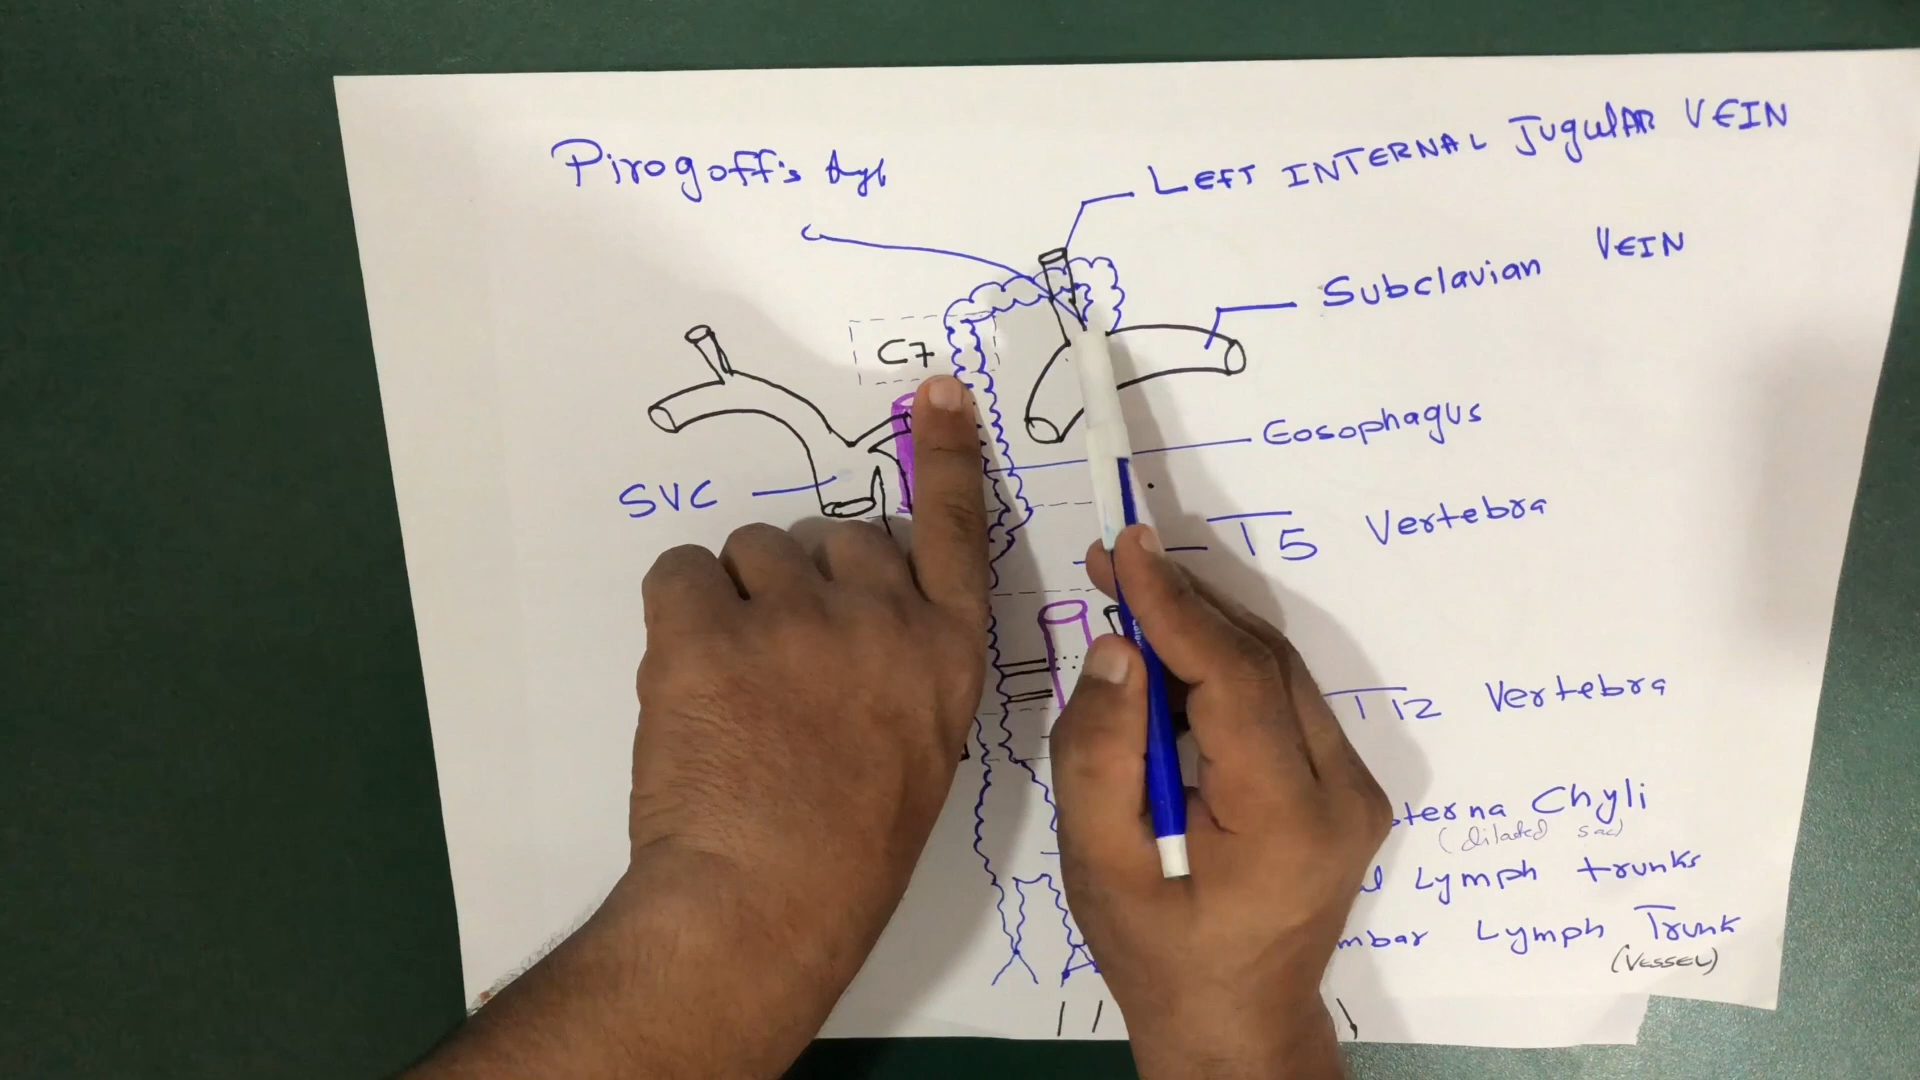 Pirogoff's
LEFT INTERNAL JugulAR VEIN
Subclavian VEIN
C7
Eosophagus
SVC
T5 Vertebra
T12 Vertebra
Chyli
(dilated sac)
Lymph trunks
Lymph Trunk
(VESSEL)